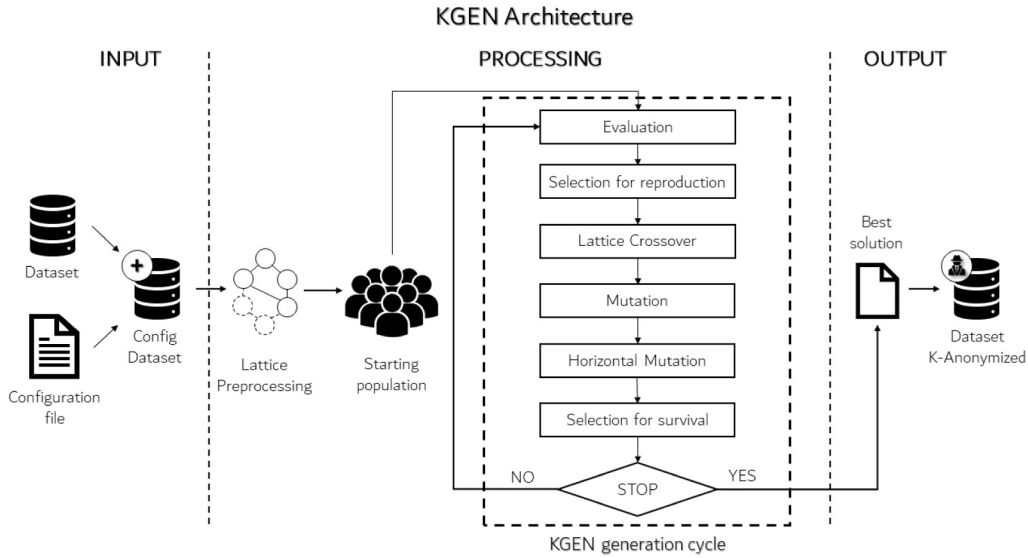 KGEN Architecture
INPUT
PROCESSING
OUTPUT
Dataset
Configuration
file
Config
Dataset
Lattice
Preprocessing
Starting
population
Evaluation
Selection for reproduction
Lattice Crossover
Mutation
Horizontal Mutation
Selection for survival
STOP
NO
YES
KGEN generation cycle
Best
solution
Dataset
K-Anonymized